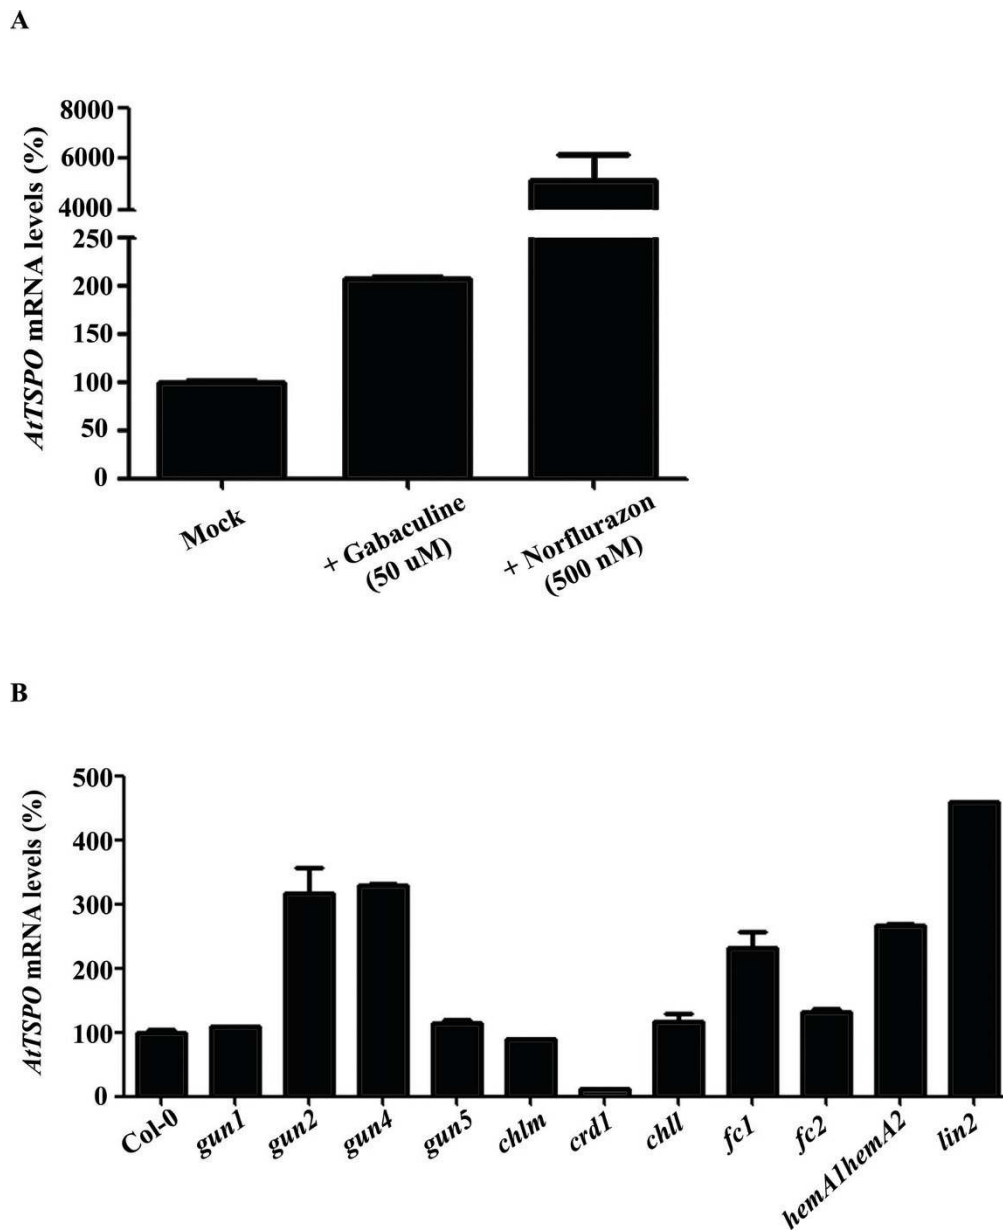 A
AtTSPO mRNA levels (%)
8000
6000
4000
250
200
150
100
50
0
Mock
+ Gabaculine
(50 uM)
+ Norflurazon
(500 nM)
B
AtTSPO mRNA levels (%)
500
400
300
200
100
0
Col-0
gun1
gun2
gun4
gun5
chlm
crd1
chll
fc1
fc2
hemA1hemA2
lin2